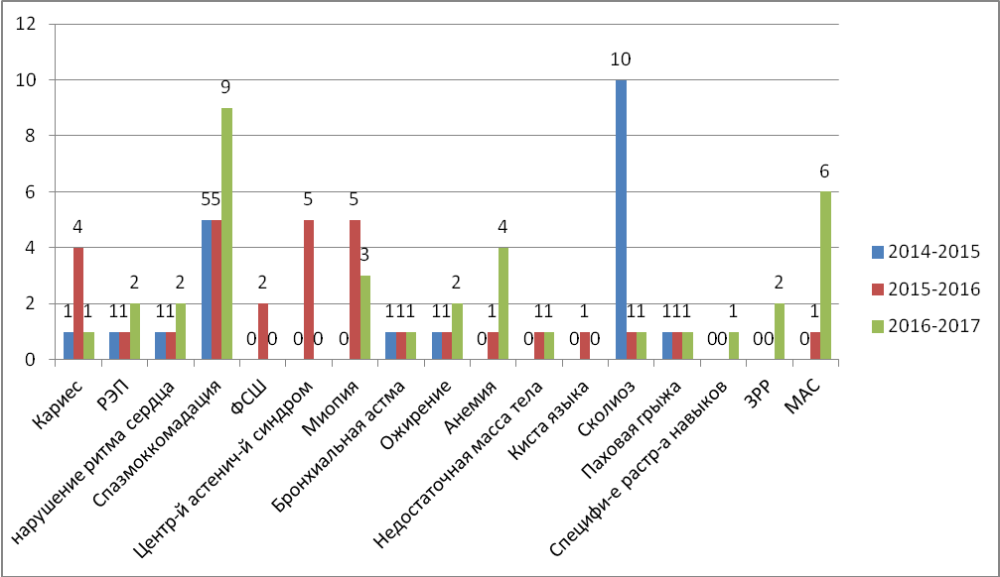 12
10
8
6
4
2
0
1 4 1
1 1 2
1 1 2
5 5 9
0 2 0
0 5 0
0 5 3
1 1 1
1 1 2
0 1 4
0 1 1
0 1 0
10 1 1
1 1 1
0 0 1
0 0 2
0 1 6
Кариес
РЭП
нарушение ритма сердца
Спазмоккомадация
ФСШ
Центр-й астенич-й синдром
Миопия
Бронхиальная астма
Ожирение
Анемия
Недостаточная масса тела
Киста языка
Сколиоз
Паховая грыжа
Специфи-е растр-а навыков
ЗРР
МАС
2014-2015
2015-2016
2016-2017